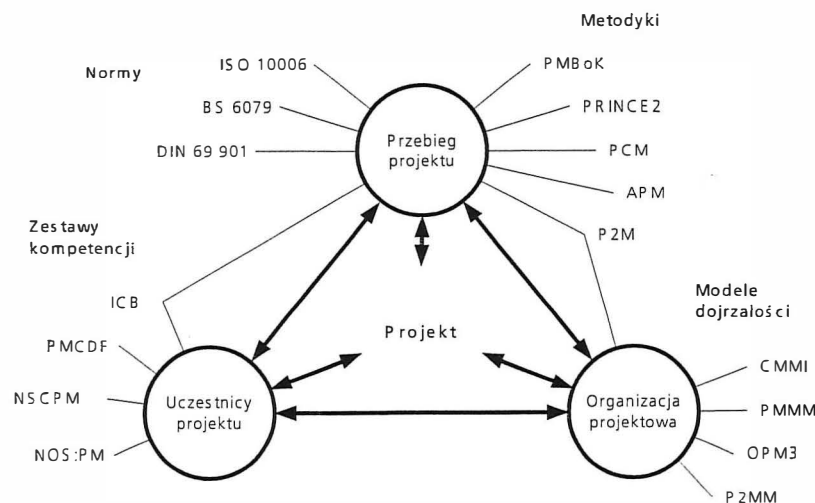 Metodyki
Normy
ISO 10006
BS 6079
DIN 69 901
PMBoK
PRINCE2
PCM
APM
P2M
Przebieg
projektu
Zestawy
kompetencji
ICB
PMCDF
NSCPM
NOS:PM
Projekt
Uczestnicy
projektu
Modele
dojrzałości
Organizacja
projektowa
CMMI
PMMM
OPM3
P2MM